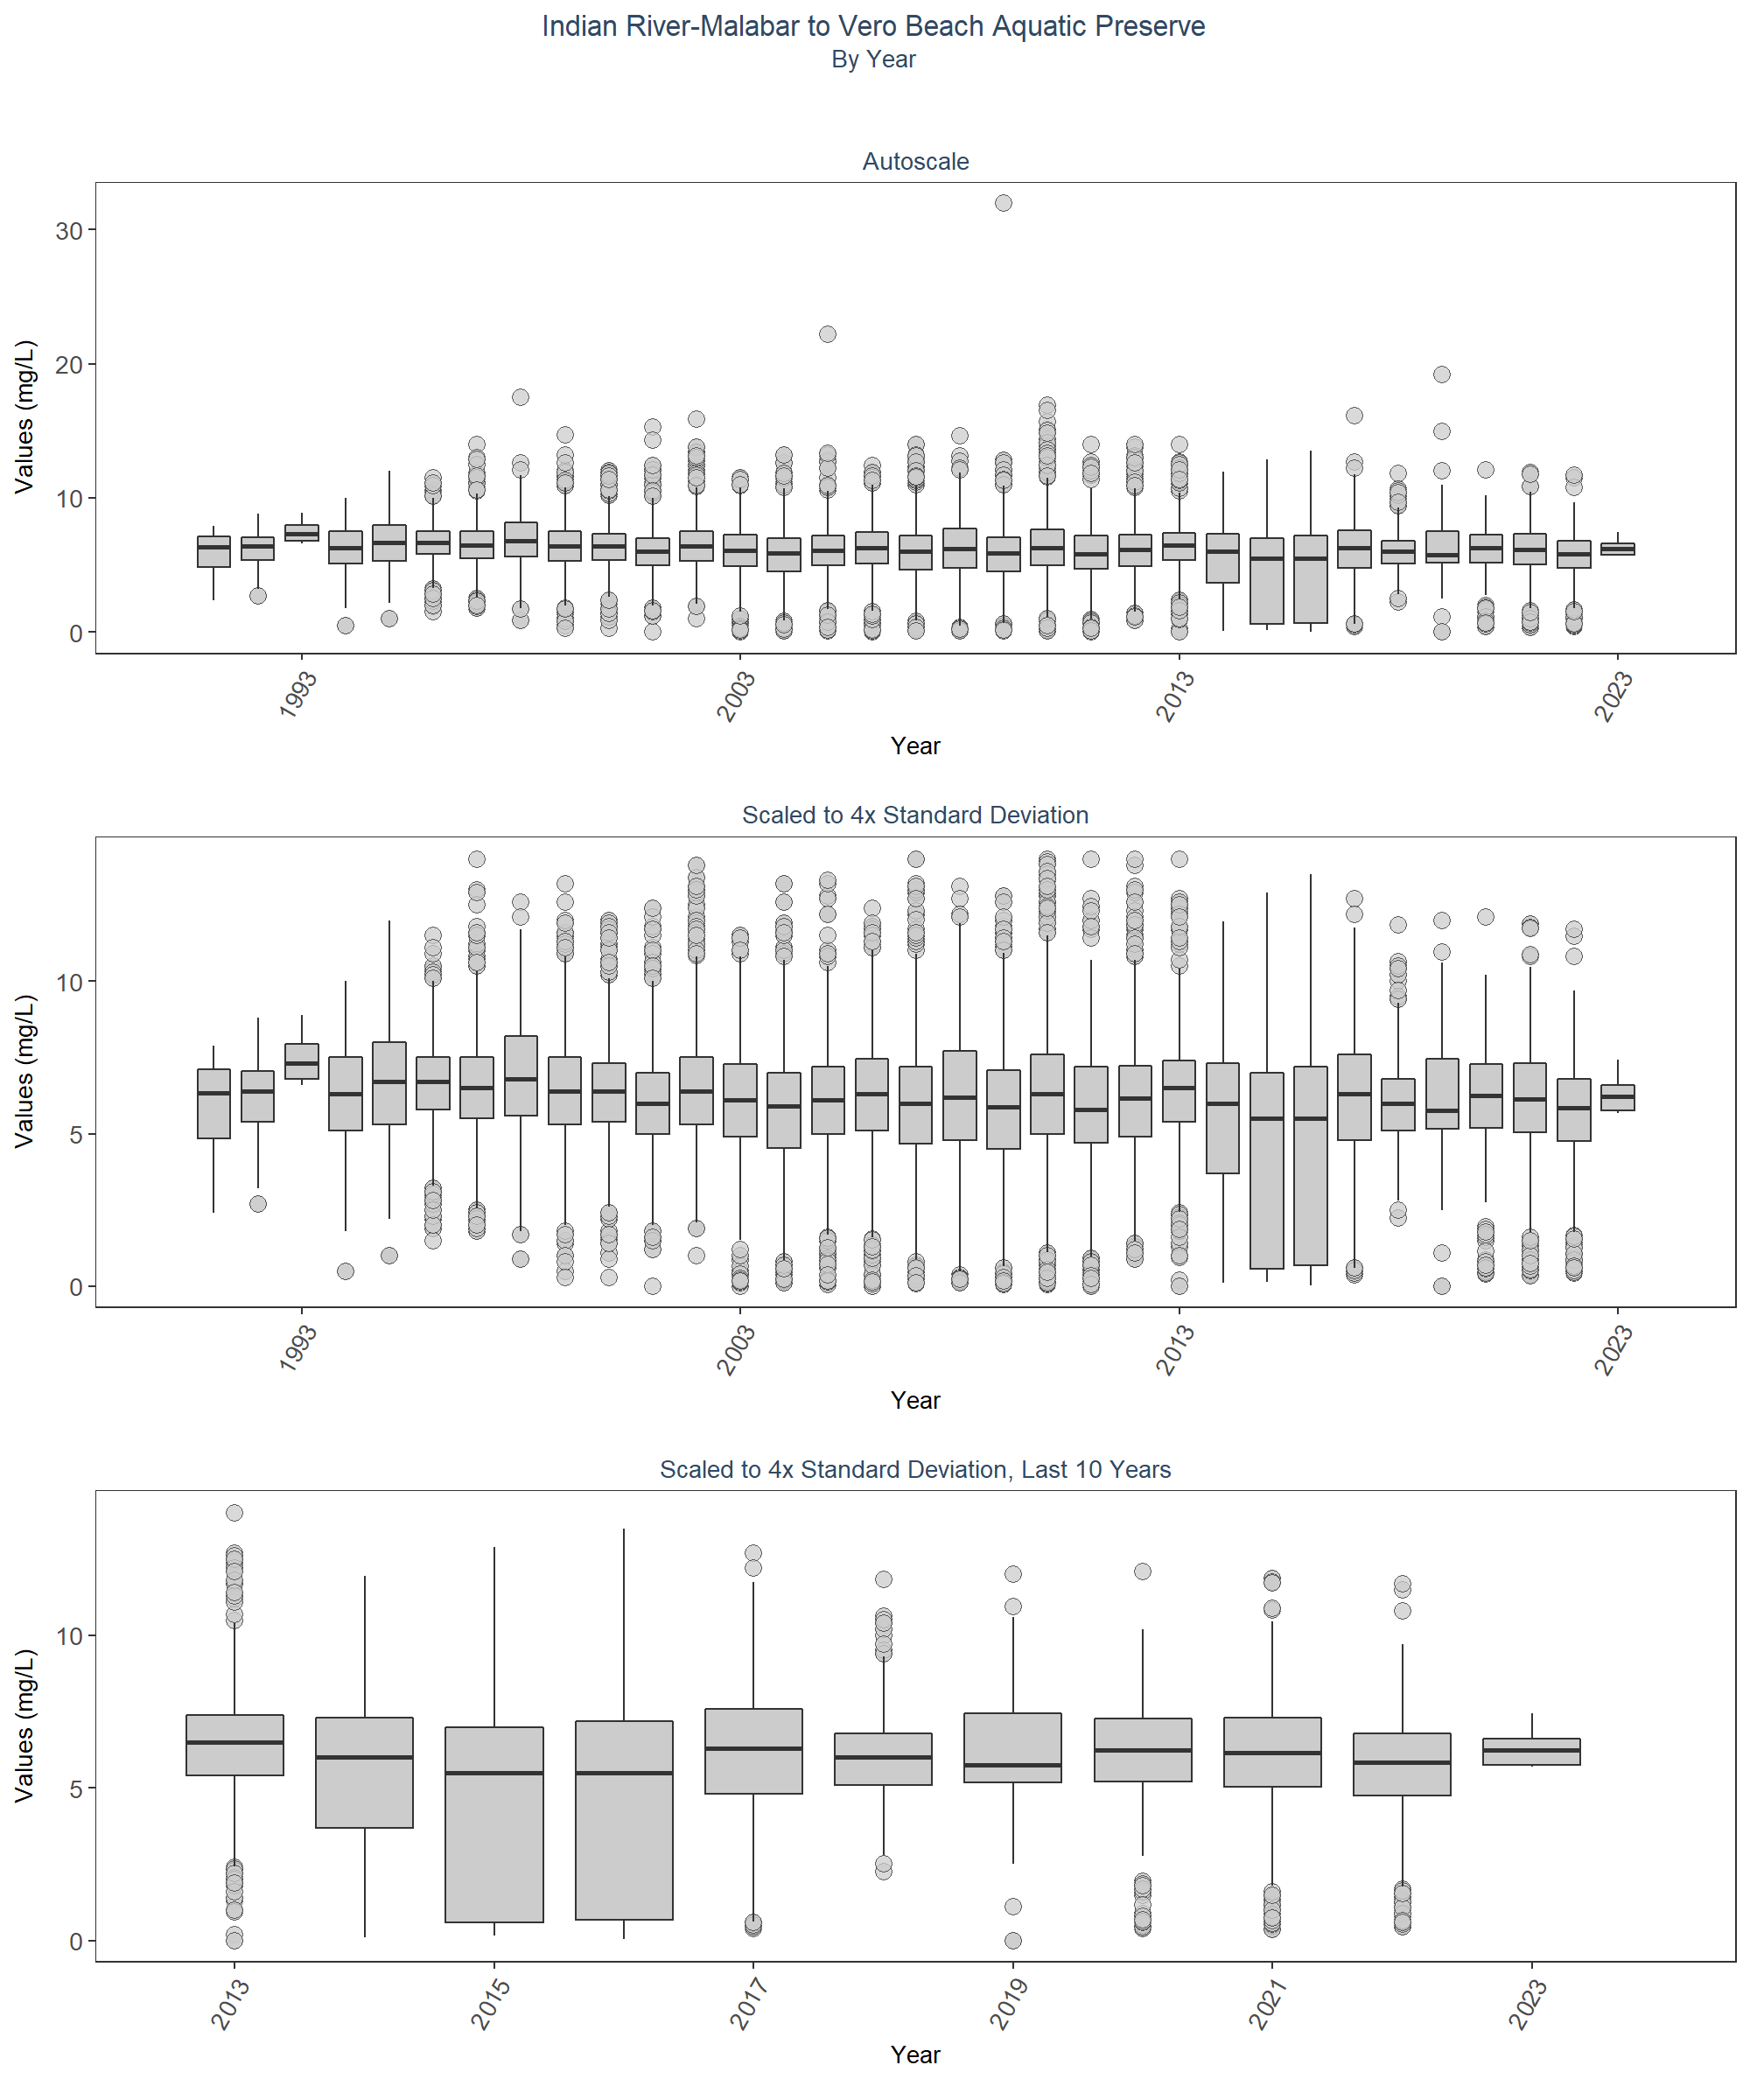 Indian River-Malabar to Vero Beach Aquatic Preserve
By Year
Autoscale
Values (mg/L)
30
20
10
0
1993
2003
2013
2023
Year
Scaled to 4x Standard Deviation
Values (mg/L)
10
5
0
1993
2003
2013
2023
Year
Scaled to 4x Standard Deviation, Last 10 Years
Values (mg/L)
10
5
0
2013
2015
2017
2019
2021
2023
Year